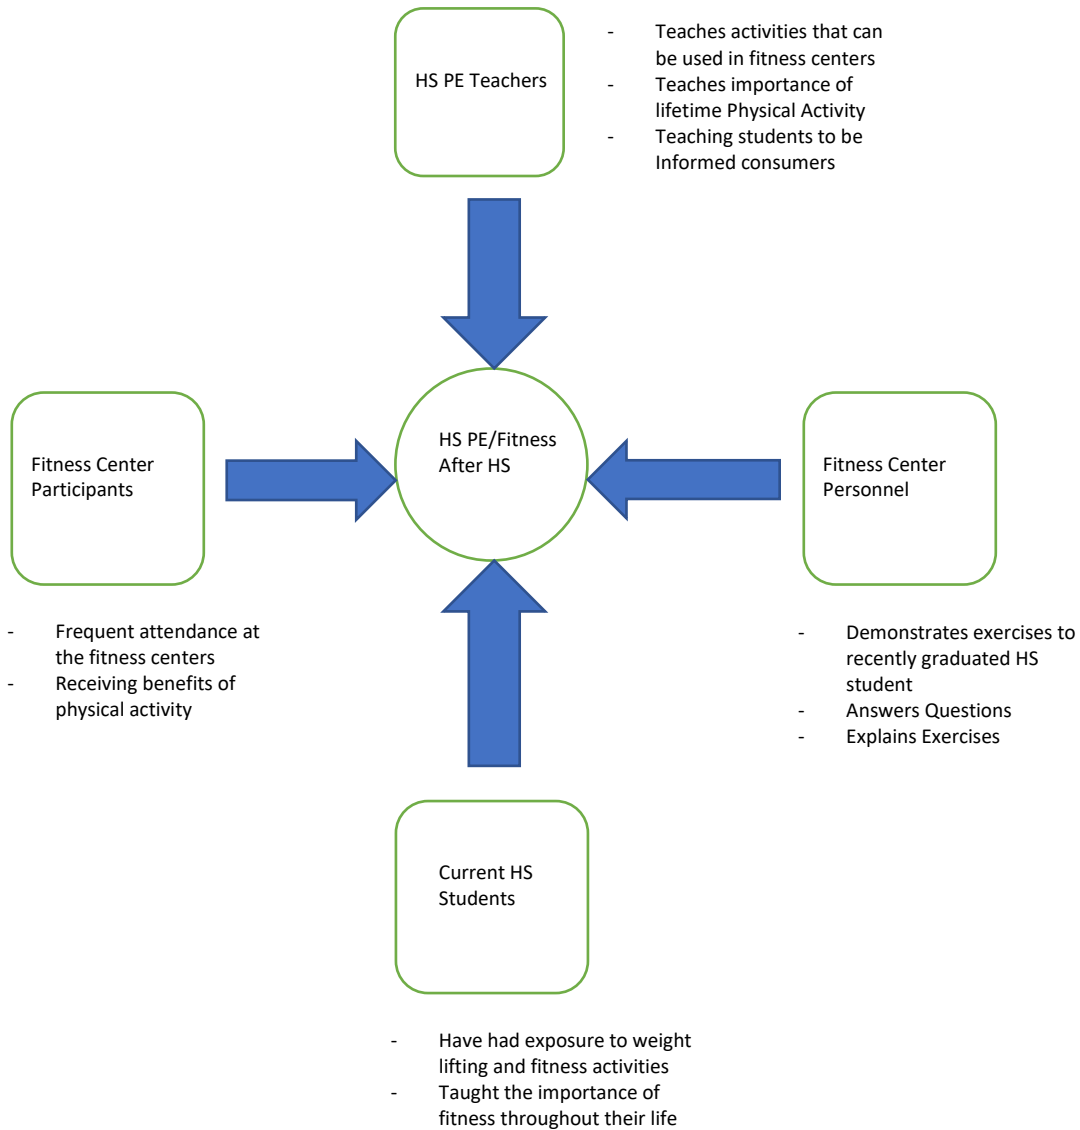 HS PE Teachers
- Teaches activities that can
be used in fitness centers
- Teaches importance of
lifetime Physical Activity
- Teaching students to be
Informed consumers
Fitness Center
Participants
HS PE/Fitness
After HS
Fitness Center
Personnel
- Frequent attendance at
the fitness centers
- Receiving benefits of
physical activity
- Demonstrates exercises to
recently graduated HS
student
- Answers Questions
- Explains Exercises
Current HS
Students
- Have had exposure to weight
lifting and fitness activities
- Taught the importance of
fitness throughout their life